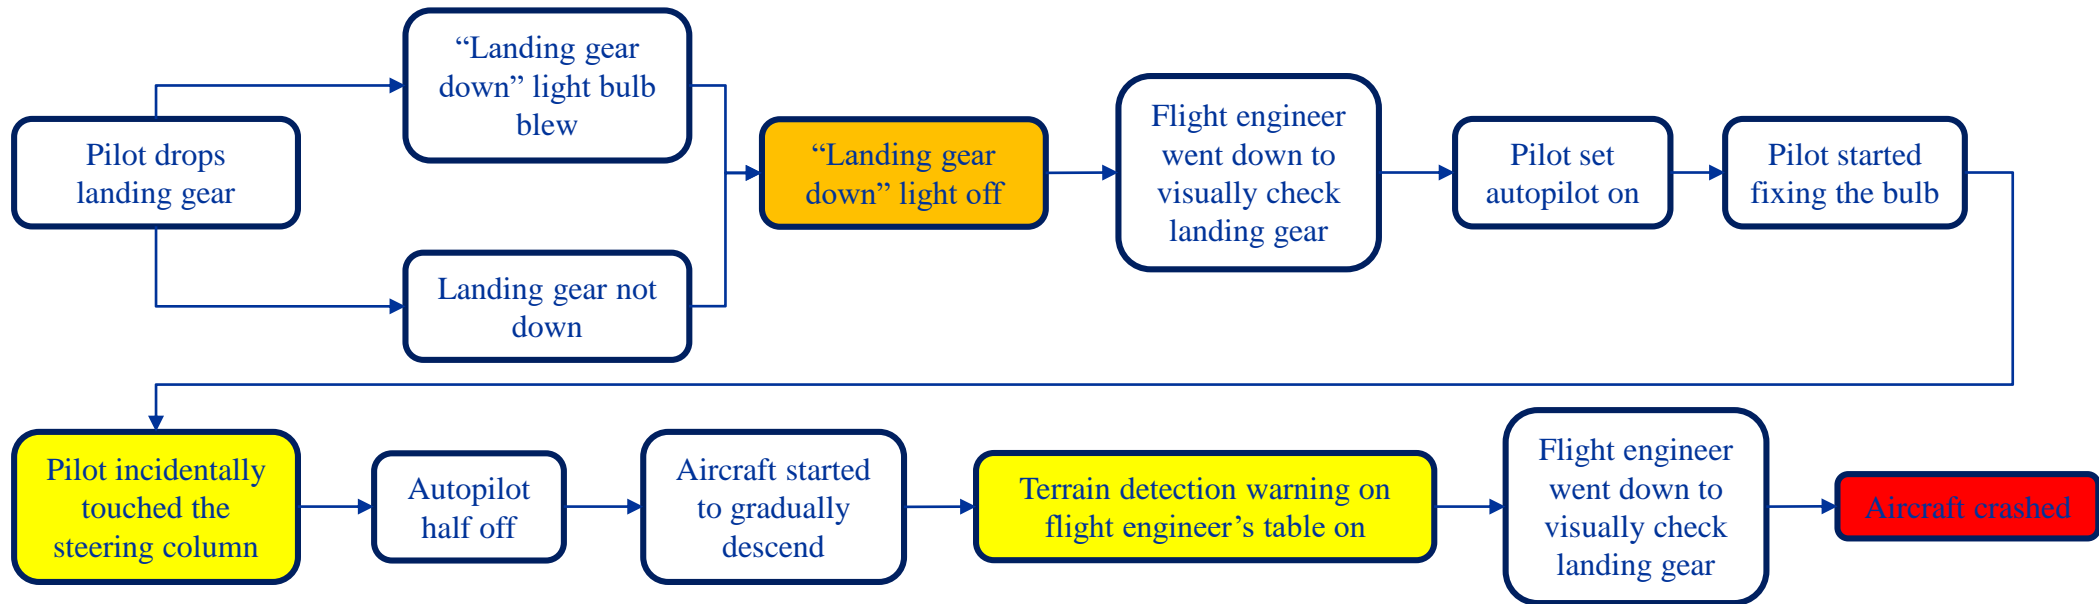 “Landing gear
down” light bulb
blew
Pilot drops
landing gear
Landing gear not
down
“Landing gear
down” light off
Flight engineer
went down to
visually check
landing gear
Pilot set
autopilot on
Pilot started
fixing the bulb
Pilot incidentally
touched the
steering column
Autopilot
half off
Aircraft started
to gradually
descend
Terrain detection warning on
flight engineer’s table on
Flight engineer
went down to
visually check
landing gear
Aircraft crashed